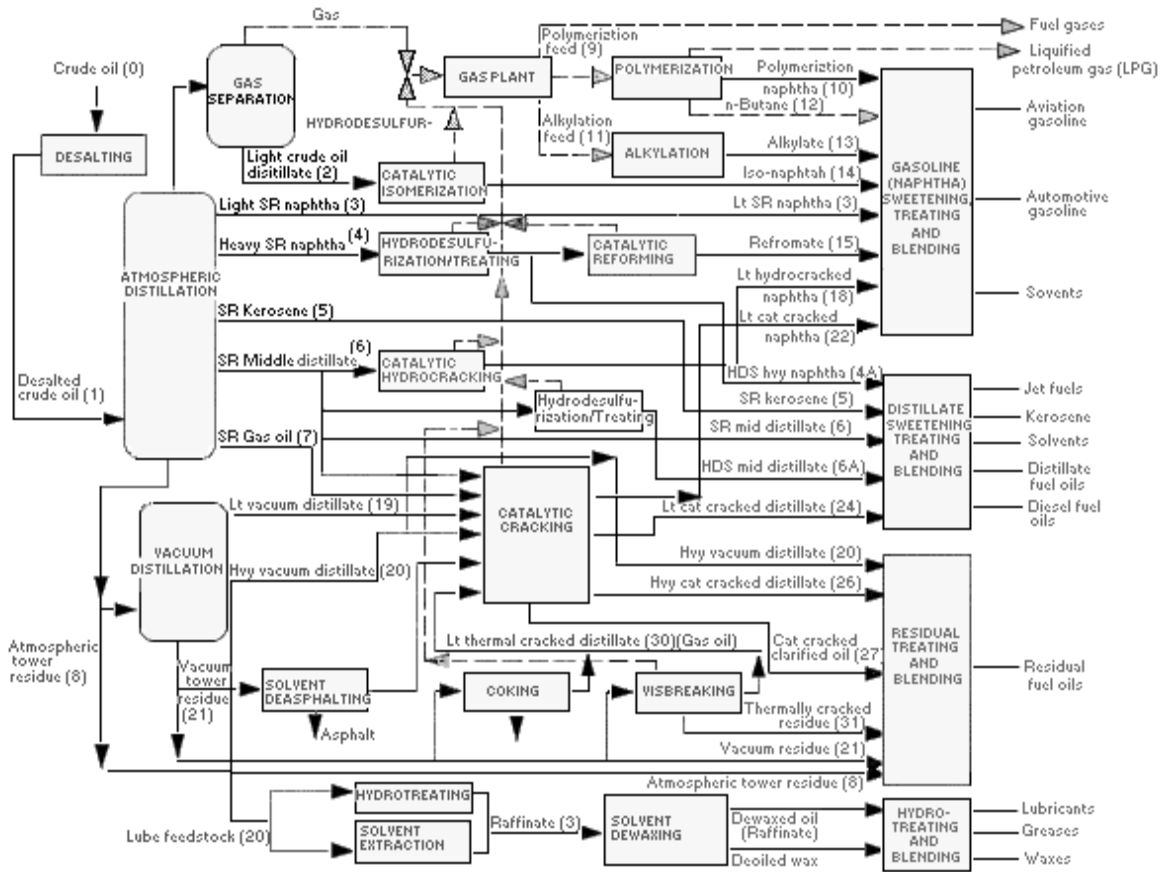 Gas
Fuel gases
Polymeriztion
feed (9)
Liquified
petroleum gas (LPG)
Crude oil (0)
GAS
SEPARATION
GAS PLANT
POLYMERIZATION
Polymeriztion
naphtha (10)
n-Butane (12)
Aviation
gasoline
HYDRODESULFUR-
Alkylation
feed (11)
DESALTING
Light crude oil
disitillate (2)
CATALYTIC
ISOMERIZATION
ALKYLATION
Alkylate (13)
Iso-naphtah (14)
GASOLINE
(NAPHTHA)
SWEETENING,
TREATING
AND
BLENDING
Automotive
gasoline
Light SR naphtha (3)
Lt SR naphtha (3)
Heavy SR naphtha (4)
HYDRODESULFU-
RIZATION/TREATING
CATALYTIC
REFORMING
Refromate (15)
ATMOSPHERIC
DISTILLATION
Lt hydrocracked
naphtha (18)
Sovents
SR Kerosene (5)
Lt cat cracked
naphtha (22)
SR Middle distillate (6)
CATALYTIC
HYDROCRACKING
HDS hvy naphtha (4A)
Jet fuels
Desalted
crude oil (1)
Hydrodesulfu-
rization/Treating
SR kerosene (5)
DISTILLATE
SWEETENING
TREATING
AND
BLENDING
Kerosene
SR Gas oil (7)
SR mid distillate (6)
Solvents
HDS mid distillate (6A)
Distillate
fuel oils
Lt vacuum distillate (19)
CATALYTIC
CRACKING
Lt cat cracked distillate (24)
Diesel fuel
oils
VACUUM
DISTILLATION
Hvy vacuum distillate (20)
Hvy vacuum distillate (20)
Hvy cat cracked distillate (26)
Atmospheric
tower
residue (8)
Lt thermal cracked distillate (30)(Gas oil)
Cat cracked
clarified oil (27)
RESIDUAL
TREATING
AND
BLENDING
Residual
fuel oils
Vacuum
tower
residue
(21)
SOLVENT
DEASPHALTING
COKING
VISBREAKING
Asphalt
Thermally cracked
residue (31)
Vacuum residue (21)
Atmospheric tower residue (8)
HYDROTREATING
Lube feedstock (20)
SOLVENT
EXTRACTION
Raffinate (3)
SOLVENT
DEWAXING
Dewaxed oil
(Raffinate)
Deoiled wax
HYDRO-
TREATING
AND
BLENDING
Lubricants
Greases
Waxes